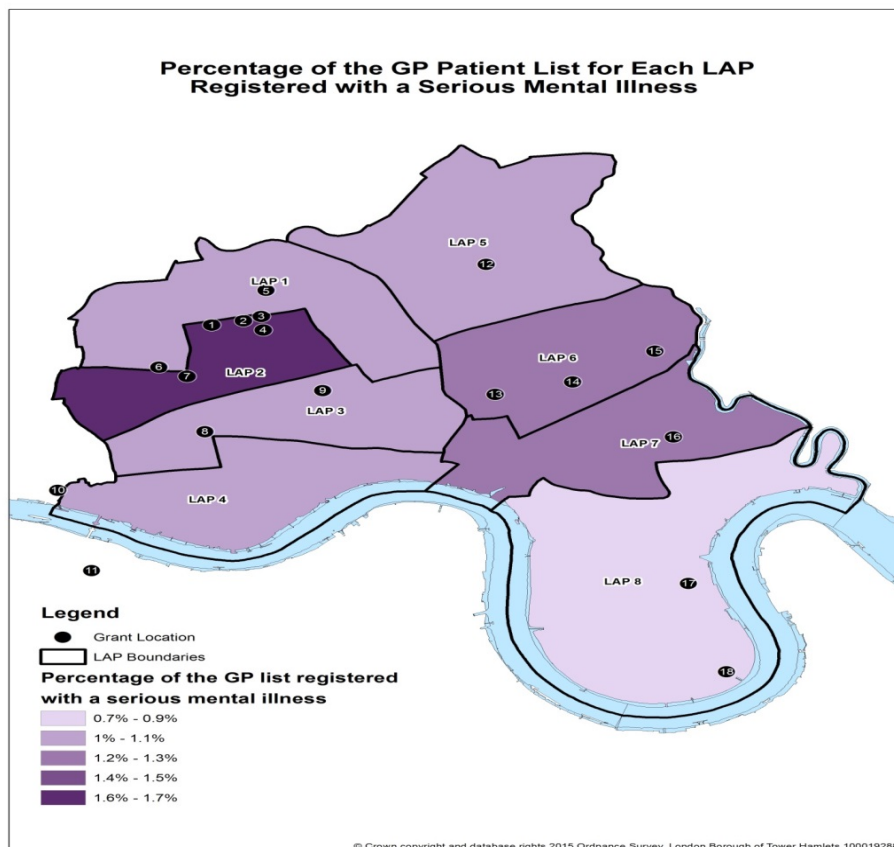 Percentage of the GP Patient List for Each LAP
Registered with a Serious Mental Illness
LAP 5
12
LAP 1
5
1
2
3
4
LAP 6
15
6
7
LAP 2
14
9
13
LAP 3
8
LAP 7
16
10
LAP 4
11
LAP 8
17
18
Legend
Grant Location
LAP Boundaries
Percentage of the GP list registered
with a serious mental illness
0.7% - 0.9%
1% - 1.1%
1.2% - 1.3%
1.4% - 1.5%
1.6% - 1.7%
© Crown copyright and database rights 2015 Ordnance Survey, London Borough of Tower Hamlets